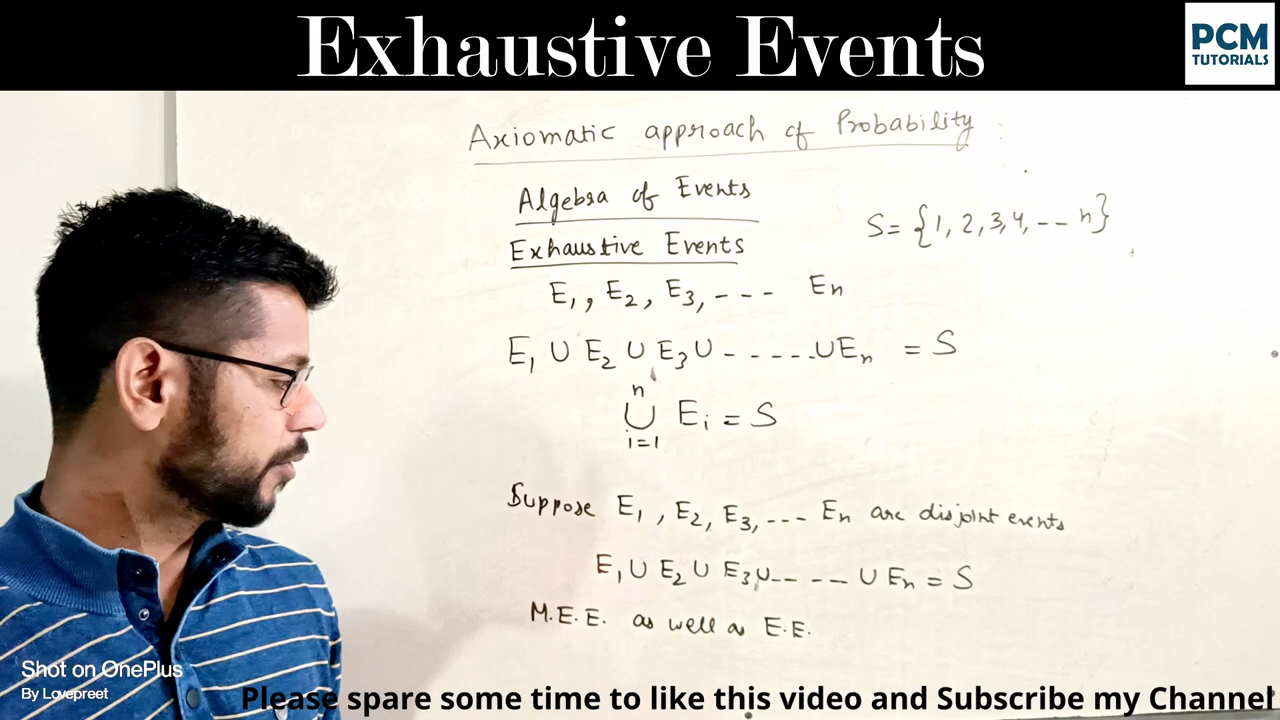 Exhaustive Events
PCM
TUTORIALS
Axiomatic approach of Probability
Algebra of Events
S = {1, 2, 3, 4, -- n}
Exhaustive Events
E₁, E₂, E₃, --- Eₙ
E₁ ∪ E₂ ∪ E₃ ∪ ------ ∪ Eₙ = S
n
∪ Eᵢ = S
i=1
Suppose E₁, E₂, E₃, --- Eₙ are disjoint events
E₁ ∪ E₂ ∪ E₃ ∪ -- -- -- ∪ Eₙ = S
M.E.E. as well as E.E.
Shot on OnePlus
By Lovepreet
Please spare some time to like this video and Subscribe my Channel